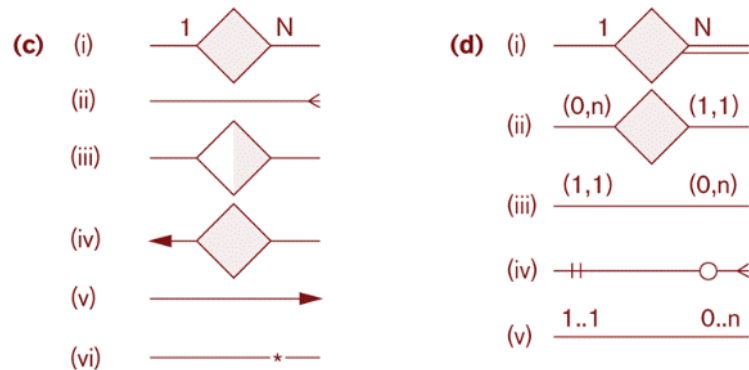 (c) (i) 1 N
(ii)
(iii)
(iv)
(v)
(vi) *
(d) (i) 1 N
(ii) (0,n) (1,1)
(iii) (1,1) (0,n)
(iv)
(v) 1..1 0..n